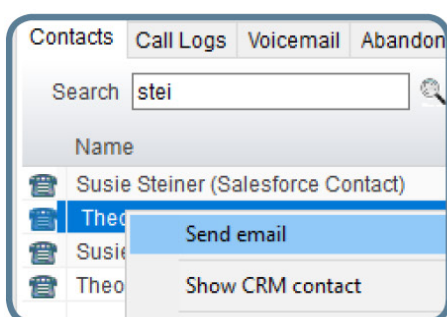 Contacts Call Logs Voicemail Abandon
Search stei
Name
Susie Steiner (Salesforce Contact)
Theo
Send email
Susie
Theo Show CRM contact